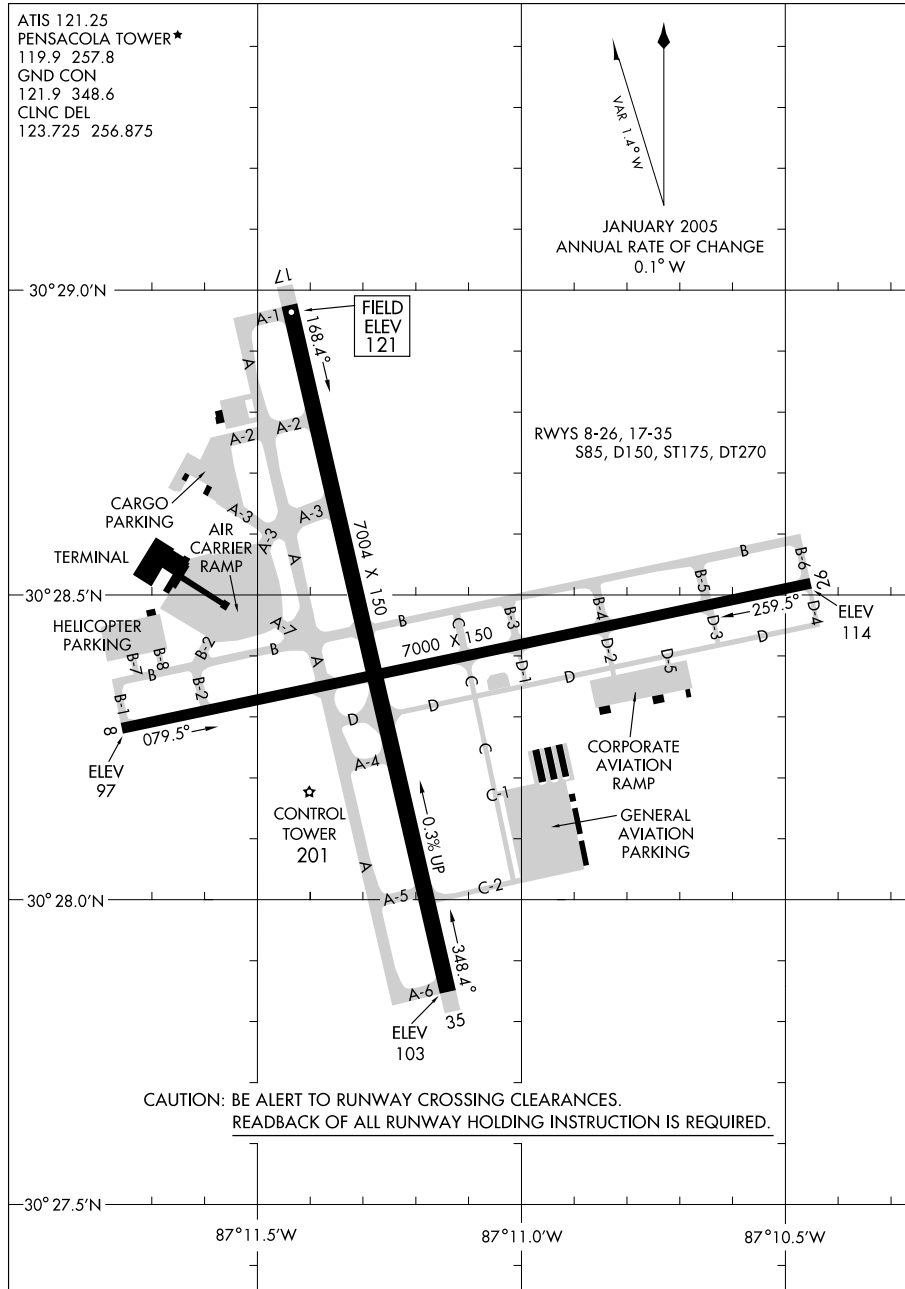 ATIS 121.25
PENSACOLA TOWER★
119.9 257.8
GND CON
121.9 348.6
CLNC DEL
123.725 256.875
VAR 1.4° W
JANUARY 2005
ANNUAL RATE OF CHANGE
0.1° W
30°29.0'N
17
A-1
FIELD
ELEV
121
168.4°
A
A-2
A-2
RWYS 8-26, 17-35
S85, D150, ST175, DT270
CARGO
PARKING
A-3
A-3
A-3
AIR
CARRIER
RAMP
TERMINAL
A
7004 X 150
B
B-6
26
30°28.5'N
B-5
259.5°
D-4
ELEV
114
HELICOPTER
PARKING
A-7
B
C
B-3
B-4
D-3
D
B-7
B-8
B-2
B
A
7000 X 150
D-2
B
B-1
B-2
C
D-1
D
D-5
8
079.5°
D
D
ELEV
97
A-4
C
CORPORATE
AVIATION
RAMP
CONTROL
TOWER
201
C-1
0.3% UP
GENERAL
AVIATION
PARKING
A
30°28.0'N
A-5
C-2
348.4°
A-6
35
ELEV
103
CAUTION: BE ALERT TO RUNWAY CROSSING CLEARANCES.
READBACK OF ALL RUNWAY HOLDING INSTRUCTION IS REQUIRED.
30°27.5'N
87°11.5'W
87°11.0'W
87°10.5'W